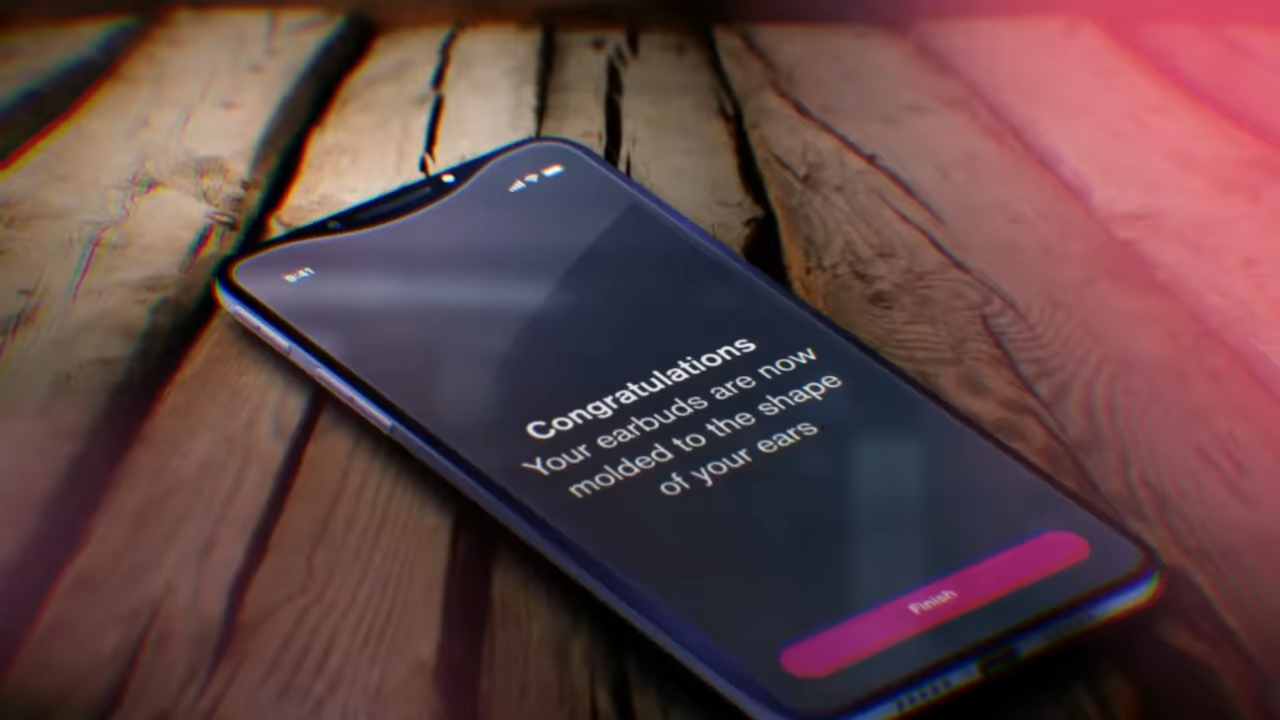 9:41
Congratulations
Your earbuds are now
molded to the shape
of your ears
Finish